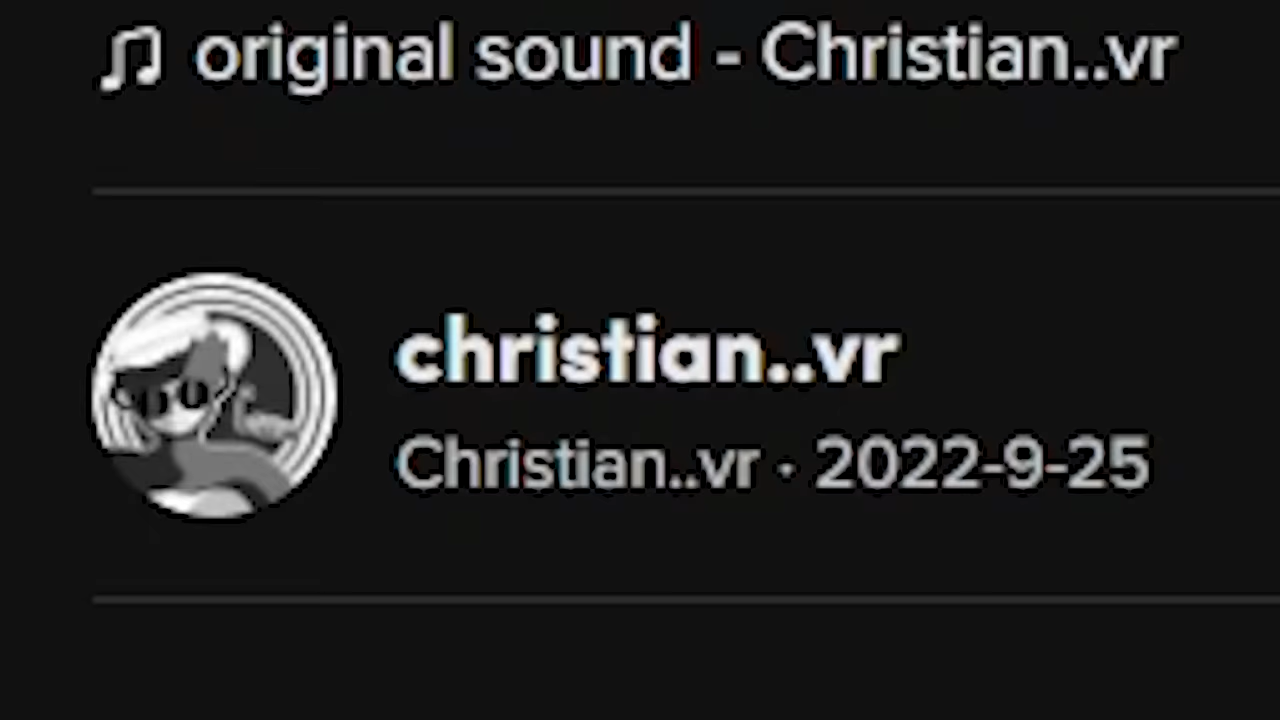 ♫ original sound - Christian..vr
christian..vr
Christian..vr · 2022-9-25